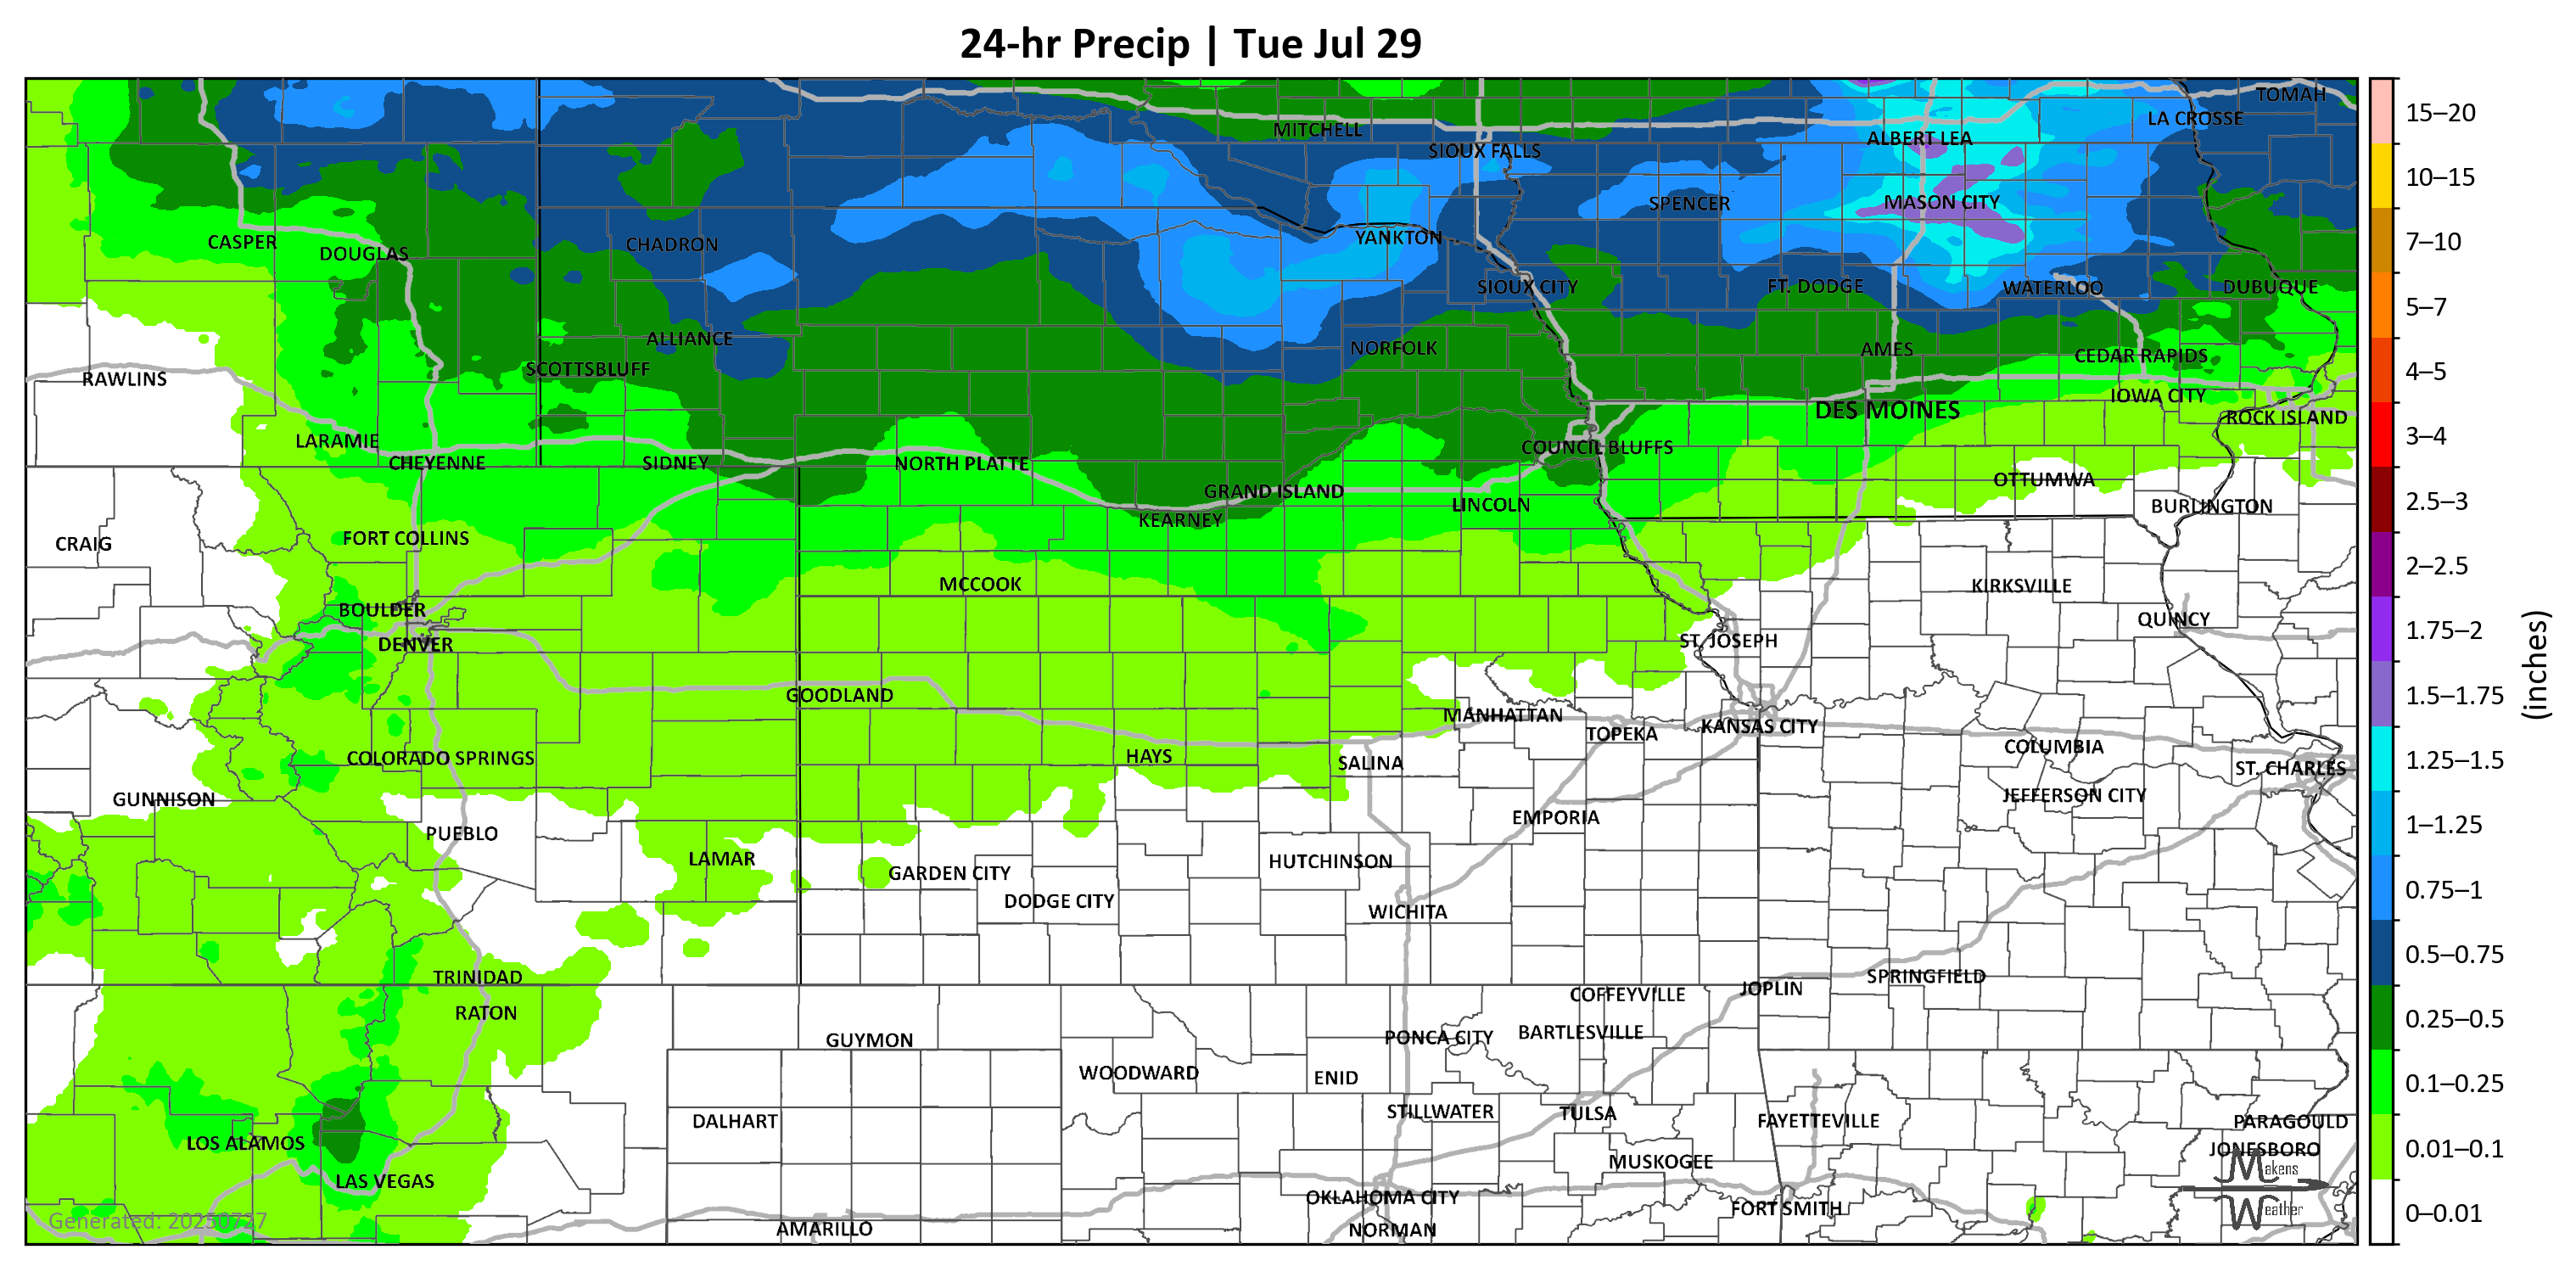 24-hr Precip | Tue Jul 29
TOMAH
LA CROSSE
MITCHELL
ALBERT LEA
SIOUX FALLS
SPENCER
MASON CITY
CASPER
DOUGLAS
CHADRON
YANKTON
SIOUX CITY
FT. DODGE
WATERLOO
DUBUQUE
ALLIANCE
NORFOLK
AMES
CEDAR RAPIDS
RAWLINS
SCOTTSBLUFF
IOWA CITY
DES MOINES
ROCK ISLAND
LARAMIE
COUNCIL BLUFFS
CHEYENNE
SIDNEY
NORTH PLATTE
GRAND ISLAND
OTTUMWA
LINCOLN
BURLINGTON
KEARNEY
CRAIG
FORT COLLINS
MCCOOK
KIRKSVILLE
BOULDER
QUINCY
DENVER
ST. JOSEPH
GOODLAND
MANHATTAN
TOPEKA
KANSAS CITY
COLORADO SPRINGS
HAYS
SALINA
COLUMBIA
ST. CHARLES
GUNNISON
JEFFERSON CITY
PUEBLO
EMPORIA
LAMAR
GARDEN CITY
HUTCHINSON
DODGE CITY
WICHITA
TRINIDAD
SPRINGFIELD
RATON
COFFEYVILLE
JOPLIN
GUYMON
PONCA CITY
BARTLESVILLE
WOODWARD
ENID
DALHART
STILLWATER
TULSA
FAYETTEVILLE
PARAGOULD
LOS ALAMOS
JONESBORO
LAS VEGAS
MUSKOGEE
OKLAHOMA CITY
FORT SMITH
AMARILLO
NORMAN
Generated: 20250727
Makens
Weather
15–20
10–15
7–10
5–7
4–5
3–4
2.5–3
2–2.5
1.75–2
1.5–1.75
1.25–1.5
1–1.25
0.75–1
0.5–0.75
0.25–0.5
0.1–0.25
0.01–0.1
0–0.01
(inches)